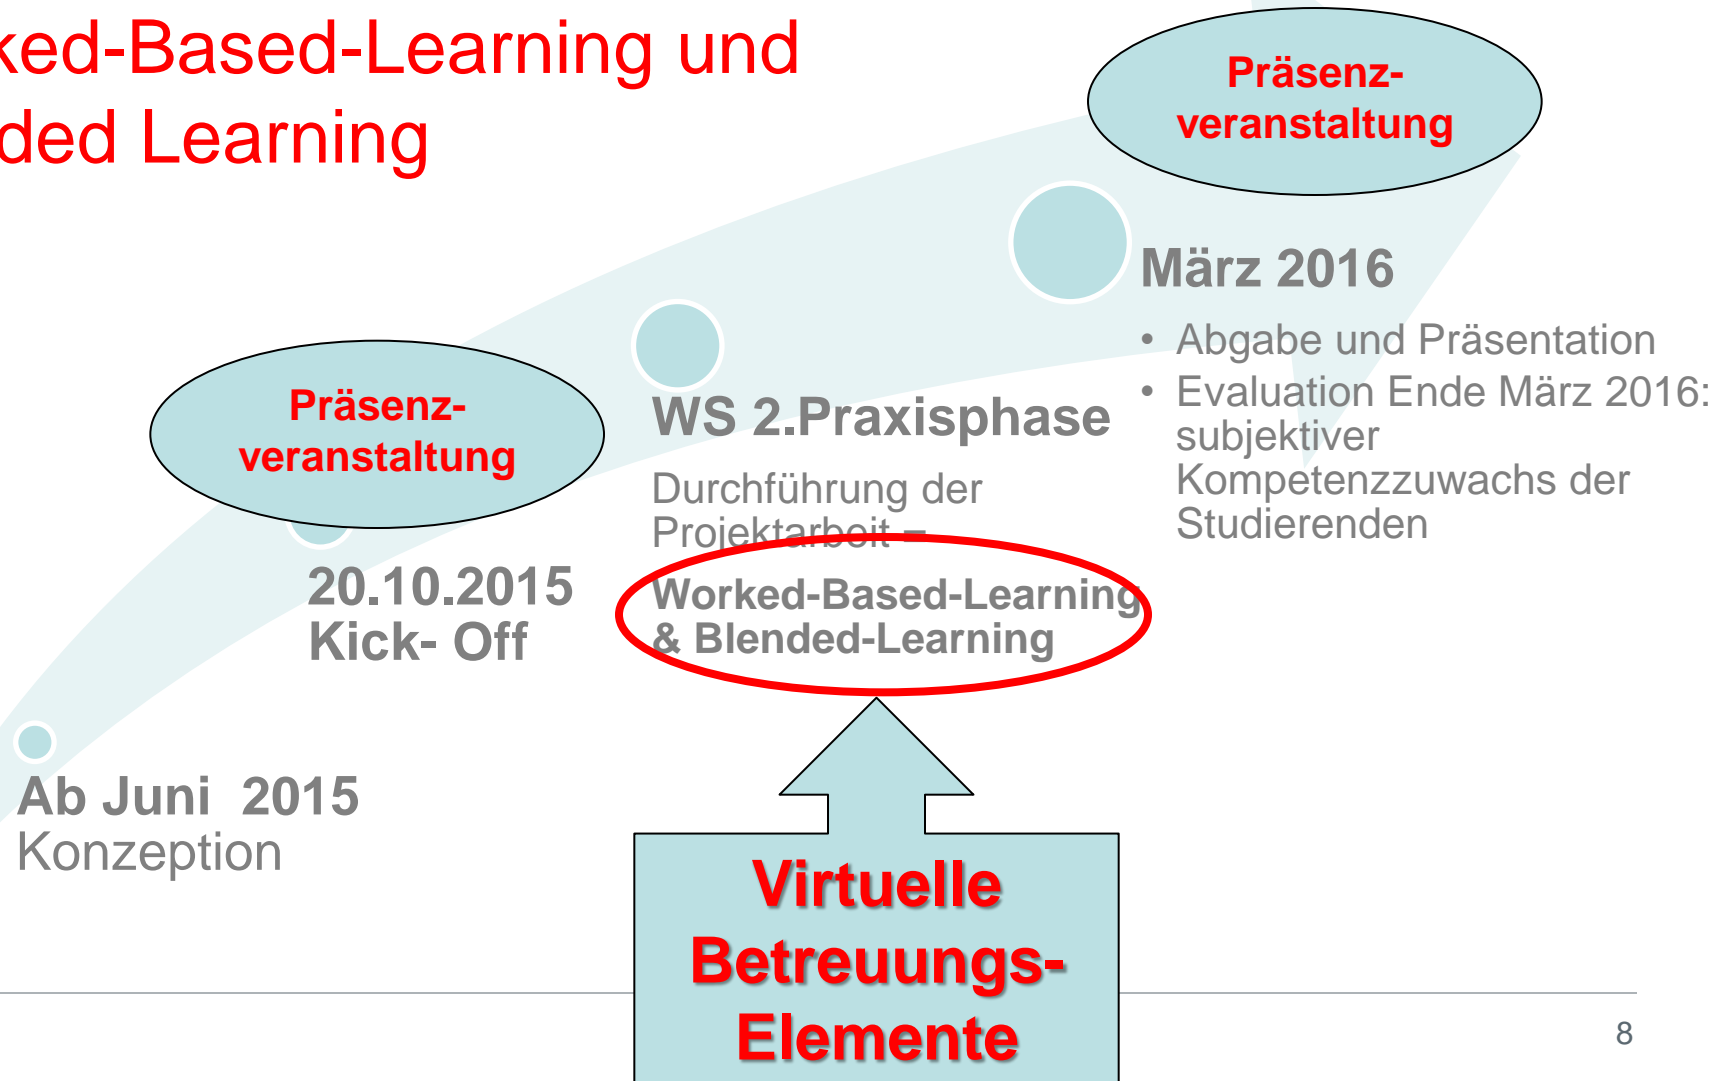 ked-Based-Learning und
ded Learning
Präsenz-
veranstaltung
März 2016
• Abgabe und Präsentation
• Evaluation Ende März 2016:
subjektiver
Kompetenzzuwachs der
Studierenden
Präsenz-
veranstaltung
WS 2.Praxisphase
Durchführung der
Projektarbeit =
Worked-Based-Learning
& Blended-Learning
20.10.2015
Kick- Off
Ab Juni 2015
Konzeption
Virtuelle
Betreuungs-
Elemente
8